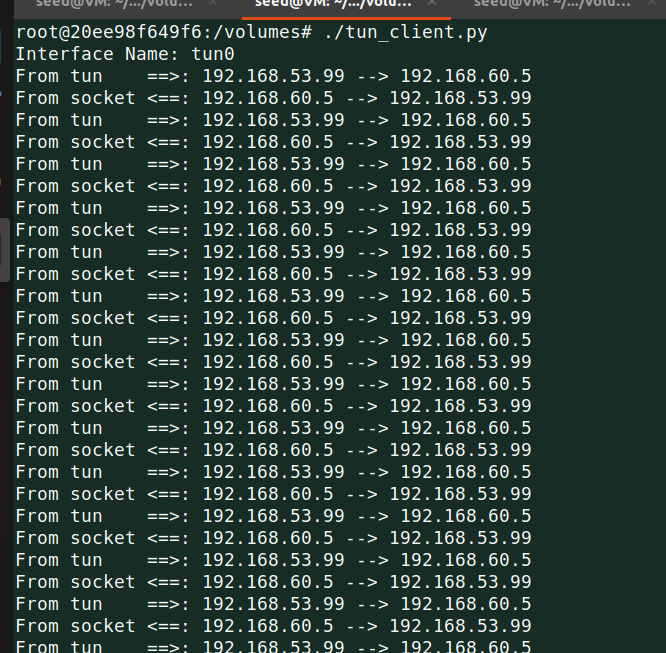 seed@VM: ~/.../volu... × seed@VM: ~/.../volu... × seed@VM: ~/.../volu... ×
root@20ee98f649f6:/volumes# ./tun_client.py
Interface Name: tun0
From tun    ==>: 192.168.53.99 --> 192.168.60.5
From socket <==: 192.168.60.5 --> 192.168.53.99
From tun    ==>: 192.168.53.99 --> 192.168.60.5
From socket <==: 192.168.60.5 --> 192.168.53.99
From tun    ==>: 192.168.53.99 --> 192.168.60.5
From socket <==: 192.168.60.5 --> 192.168.53.99
From tun    ==>: 192.168.53.99 --> 192.168.60.5
From socket <==: 192.168.60.5 --> 192.168.53.99
From tun    ==>: 192.168.53.99 --> 192.168.60.5
From socket <==: 192.168.60.5 --> 192.168.53.99
From tun    ==>: 192.168.53.99 --> 192.168.60.5
From socket <==: 192.168.60.5 --> 192.168.53.99
From tun    ==>: 192.168.53.99 --> 192.168.60.5
From socket <==: 192.168.60.5 --> 192.168.53.99
From tun    ==>: 192.168.53.99 --> 192.168.60.5
From socket <==: 192.168.60.5 --> 192.168.53.99
From tun    ==>: 192.168.53.99 --> 192.168.60.5
From socket <==: 192.168.60.5 --> 192.168.53.99
From tun    ==>: 192.168.53.99 --> 192.168.60.5
From socket <==: 192.168.60.5 --> 192.168.53.99
From tun    ==>: 192.168.53.99 --> 192.168.60.5
From socket <==: 192.168.60.5 --> 192.168.53.99
From tun    ==>: 192.168.53.99 --> 192.168.60.5
From socket <==: 192.168.60.5 --> 192.168.53.99
From tun    ==>: 192.168.53.99 --> 192.168.60.5
From socket <==: 192.168.60.5 --> 192.168.53.99
From tun    ==>: 192.168.53.99 --> 192.168.60.5